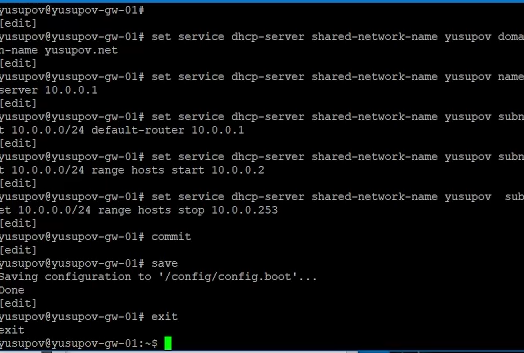 yusupov@yusupov-gw-01#
[edit]
yusupov@yusupov-gw-01# set service dhcp-server shared-network-name yusupov doma
n-name yusupov.net
[edit]
yusupov@yusupov-gw-01# set service dhcp-server shared-network-name yusupov name
server 10.0.0.1
[edit]
yusupov@yusupov-gw-01# set service dhcp-server shared-network-name yusupov subn
t 10.0.0.0/24 default-router 10.0.0.1
[edit]
yusupov@yusupov-gw-01# set service dhcp-server shared-network-name yusupov subn
t 10.0.0.0/24 range hosts start 10.0.0.2
[edit]
yusupov@yusupov-gw-01# set service dhcp-server shared-network-name yusupov  sub
et 10.0.0.0/24 range hosts stop 10.0.0.253
[edit]
yusupov@yusupov-gw-01# commit
[edit]
yusupov@yusupov-gw-01# save
Saving configuration to '/config/config.boot'...
Done
[edit]
yusupov@yusupov-gw-01# exit
exit
yusupov@yusupov-gw-01:~$